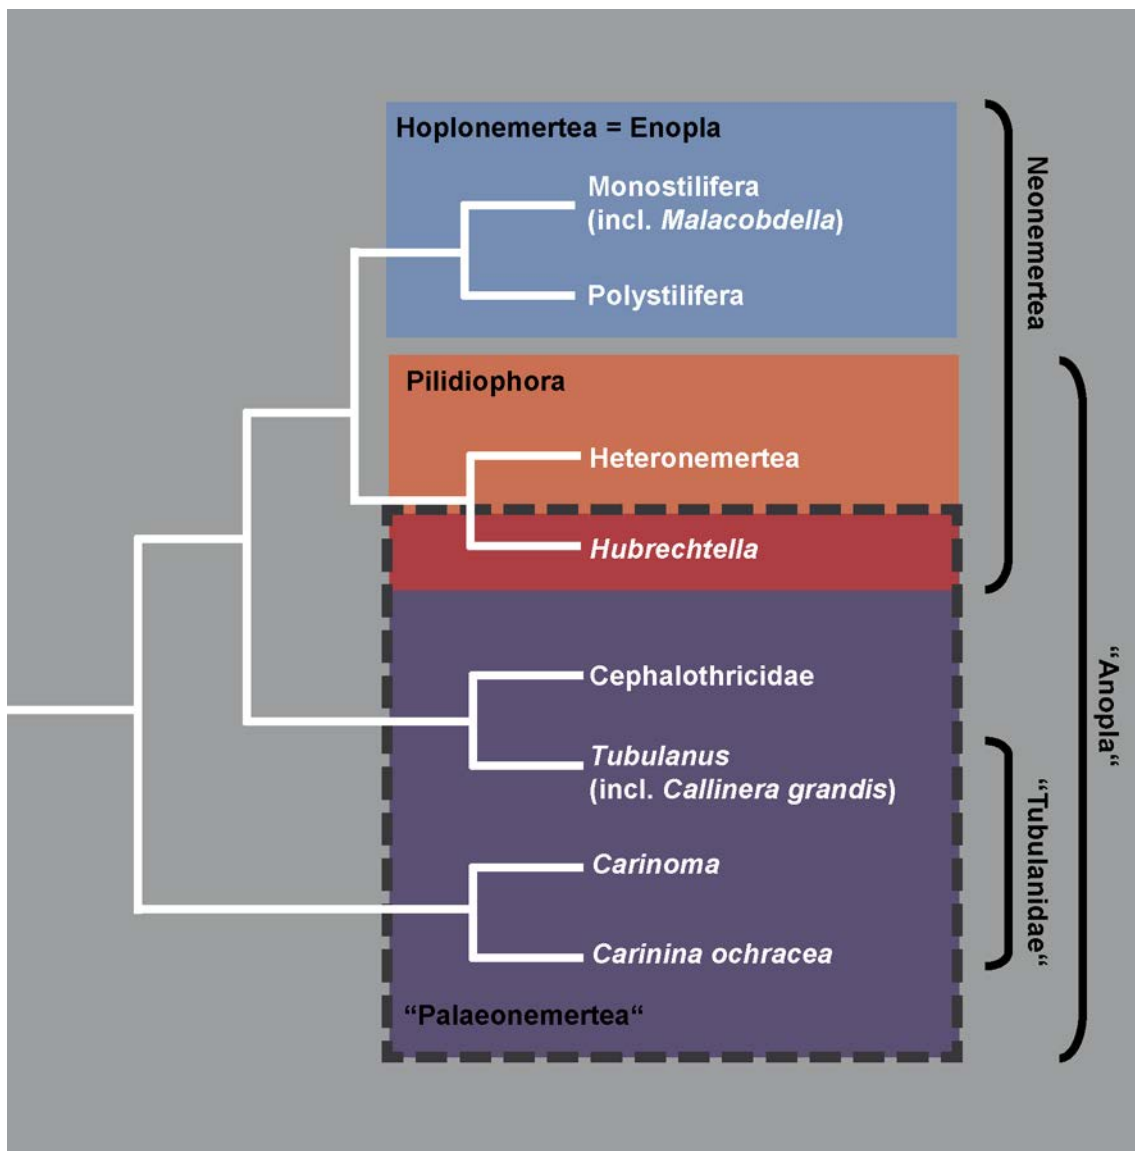 Hoplonemertea = Enopla
Monostilifera
(incl. Malacobdella)
Polystilifera
Neonemertea
Pilidiophora
Heteronemertea
Hubrechtella
Cephalothricidae
Tubulanus
(incl. Callinera grandis)
Carinoma
Carinina ochracea
“Palaeonemertea“
“Tubulanidae“
“Anopla“